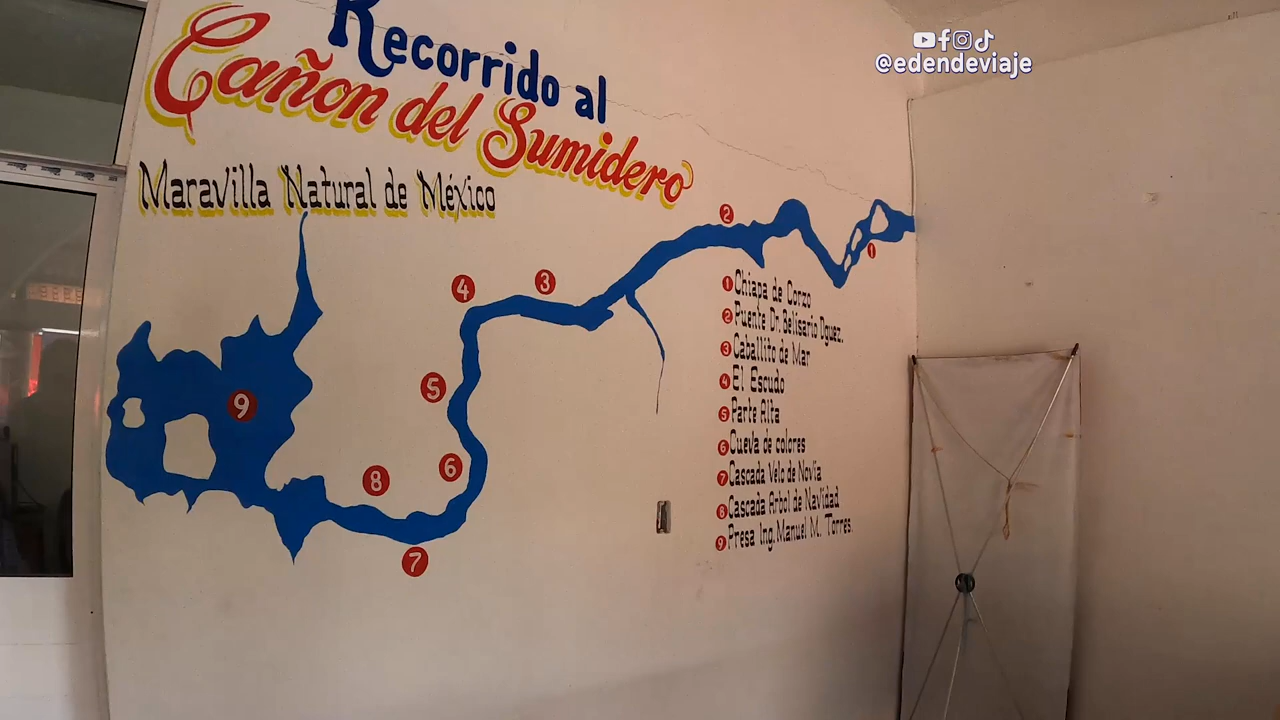 @edendeviaje
Recorrido al
Cañon del Sumidero
Maravilla Natural de México
2
1
4
3
5
9
6
8
7
1 Chiapa de Corzo
2 Puente Dr. Belisario Dguez.
3 Caballito de Mar
4 El Escudo
5 Parte Alta
6 Cueva de colores
7 Cascada Velo de Novia
8 Cascada Arbol de Navidad
9 Presa Ing. Manuel M. Torres